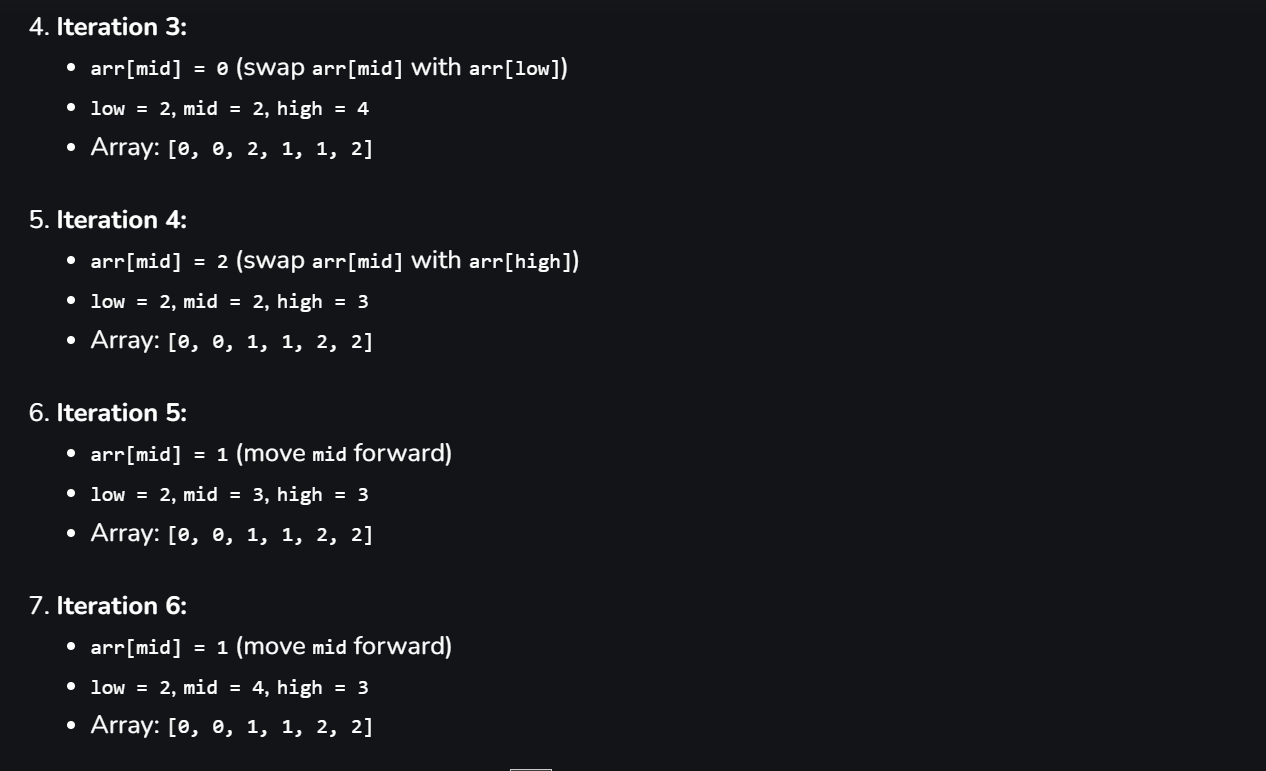 4. Iteration 3:
• arr[mid] = 0 (swap arr[mid] with arr[low])
• low = 2, mid = 2, high = 4
• Array: [0, 0, 2, 1, 1, 2]
5. Iteration 4:
• arr[mid] = 2 (swap arr[mid] with arr[high])
• low = 2, mid = 2, high = 3
• Array: [0, 0, 1, 1, 2, 2]
6. Iteration 5:
• arr[mid] = 1 (move mid forward)
• low = 2, mid = 3, high = 3
• Array: [0, 0, 1, 1, 2, 2]
7. Iteration 6:
• arr[mid] = 1 (move mid forward)
• low = 2, mid = 4, high = 3
• Array: [0, 0, 1, 1, 2, 2]